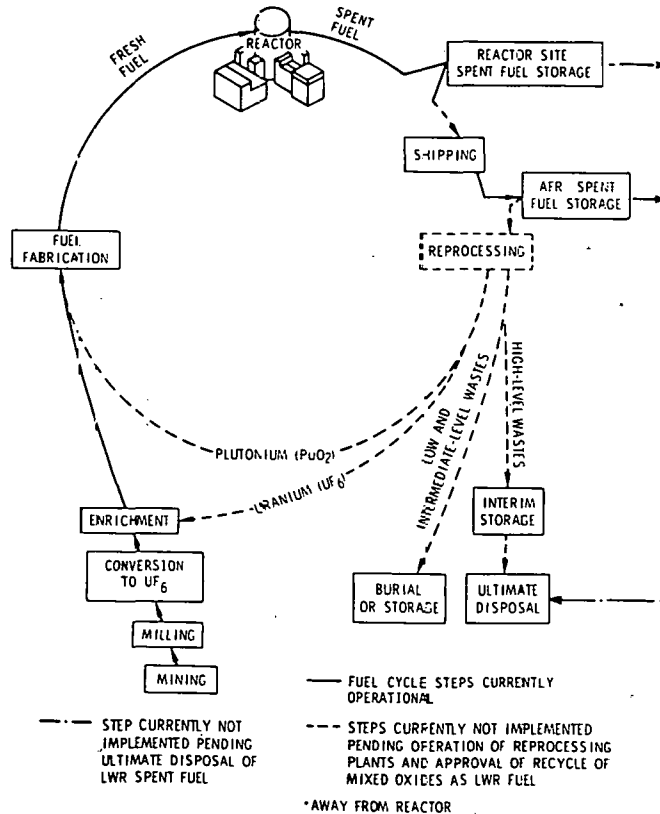 SPENT
FUEL
REACTOR
FRESH
FUEL
REACTOR SITE
SPENT FUEL STORAGE
SHIPPING
AFR SPENT
FUEL STORAGE
FUEL
FABRICATION
REPROCESSING
HIGH-LEVEL WASTES
LOW AND
INTERMEDIATE-LEVEL WASTES
PLUTONIUM (PuO2)
URANIUM (UF6)
ENRICHMENT
INTERIM
STORAGE
CONVERSION
TO UF6
BURIAL
OR STORAGE
ULTIMATE
DISPOSAL
MILLING
MINING
FUEL CYCLE STEPS CURRENTLY
OPERATIONAL
STEP CURRENTLY NOT
IMPLEMENTED PENDING
ULTIMATE DISPOSAL OF
LWR SPENT FUEL
STEPS CURRENTLY NOT IMPLEMENTED
PENDING OPERATION OF REPROCESSING
PLANTS AND APPROVAL OF RECYCLE OF
MIXED OXIDES AS LWR FUEL
*AWAY FROM REACTOR